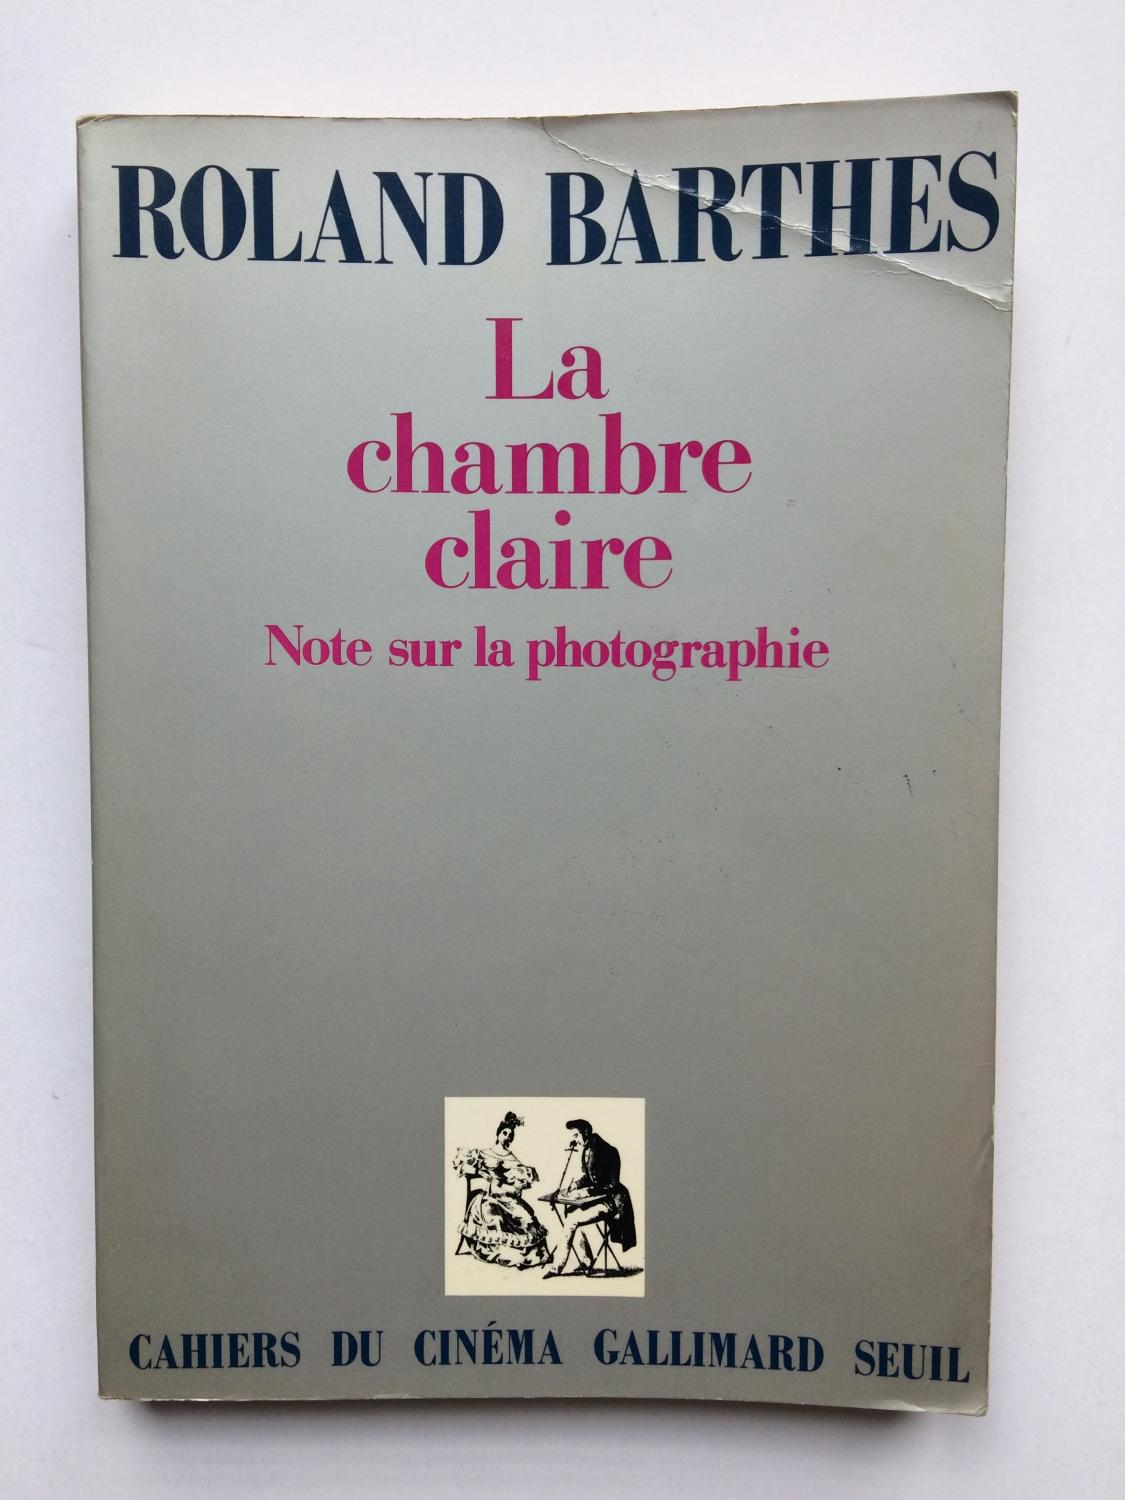 ROLAND BARTHES
La
chambre
claire
Note sur la photographie
CAHIERS DU CINÉMA GALLIMARD SEUIL